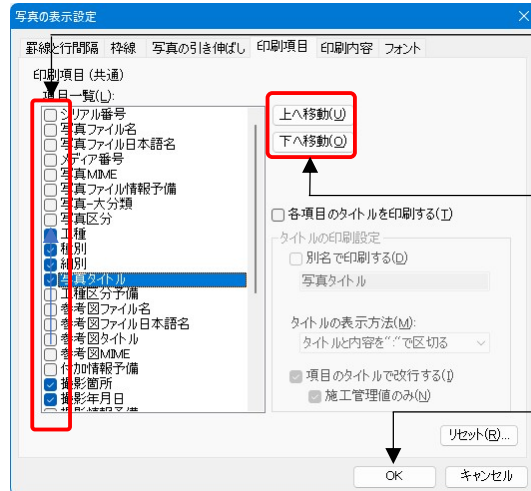 写真の表示設定
罫線と行間隔 枠線 写真の引き伸ばし 印刷項目 印刷内容 フォント
印刷項目 (共通)
項目一覧(L):
シリアル番号
写真ファイル名
写真ファイル日本語名
メディア番号
写真MIME
写真ファイル情報予備
写真-大分類
写真区分
工種
種別
細別
写真タイトル
工種区分予備
参考図ファイル名
参考図ファイル日本語名
参考図タイトル
参考図MIME
付加情報予備
撮影箇所
撮影年月日
上へ移動(U)
下へ移動(O)
各項目のタイトルを印刷する(T)
タイトルの印刷設定
別名で印刷する(D)
写真タイトル
タイトルの表示方法(M):
タイトルと内容を":"で区切る
項目のタイトルで改行する(I)
施工管理値のみ(N)
リセット(R)...
OK キャンセル